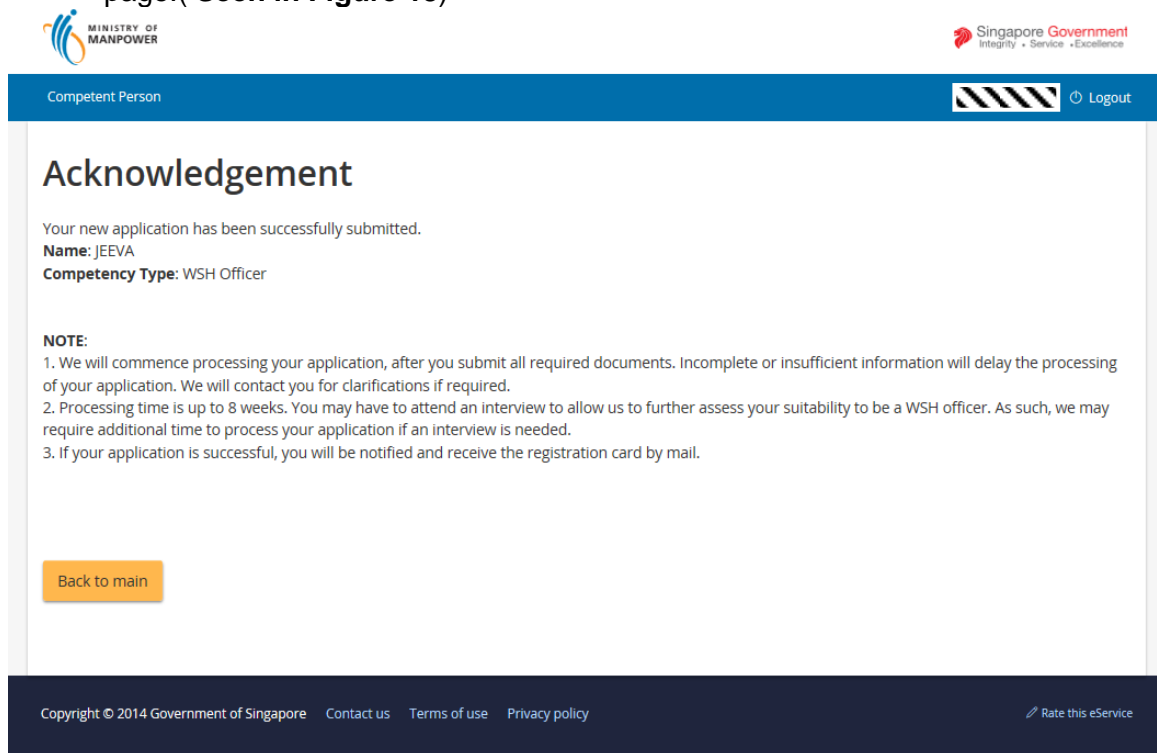 MINISTRY OF
MANPOWER
Singapore Government
Integrity • Service • Excellence
Competent Person
Logout
Acknowledgement
Your new application has been successfully submitted.
Name: JEEVA
Competency Type: WSH Officer
NOTE:
1. We will commence processing your application, after you submit all required documents. Incomplete or insufficient information will delay the processing
of your application. We will contact you for clarifications if required.
2. Processing time is up to 8 weeks. You may have to attend an interview to allow us to further assess your suitability to be a WSH officer. As such, we may
require additional time to process your application if an interview is needed.
3. If your application is successful, you will be notified and receive the registration card by mail.
Back to main
Copyright © 2014 Government of Singapore Contact us Terms of use Privacy policy
Rate this eService